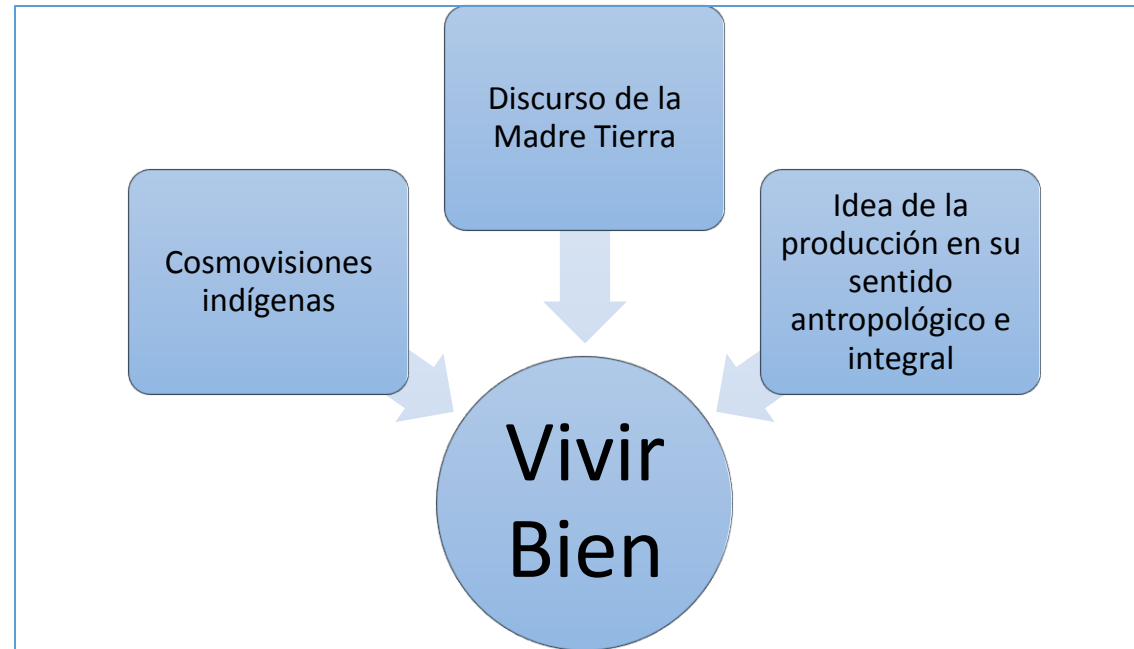 Discurso de la
Madre Tierra
Cosmovisiones
indígenas
Idea de la
producción en su
sentido
antropológico e
integral
Vivir
Bien